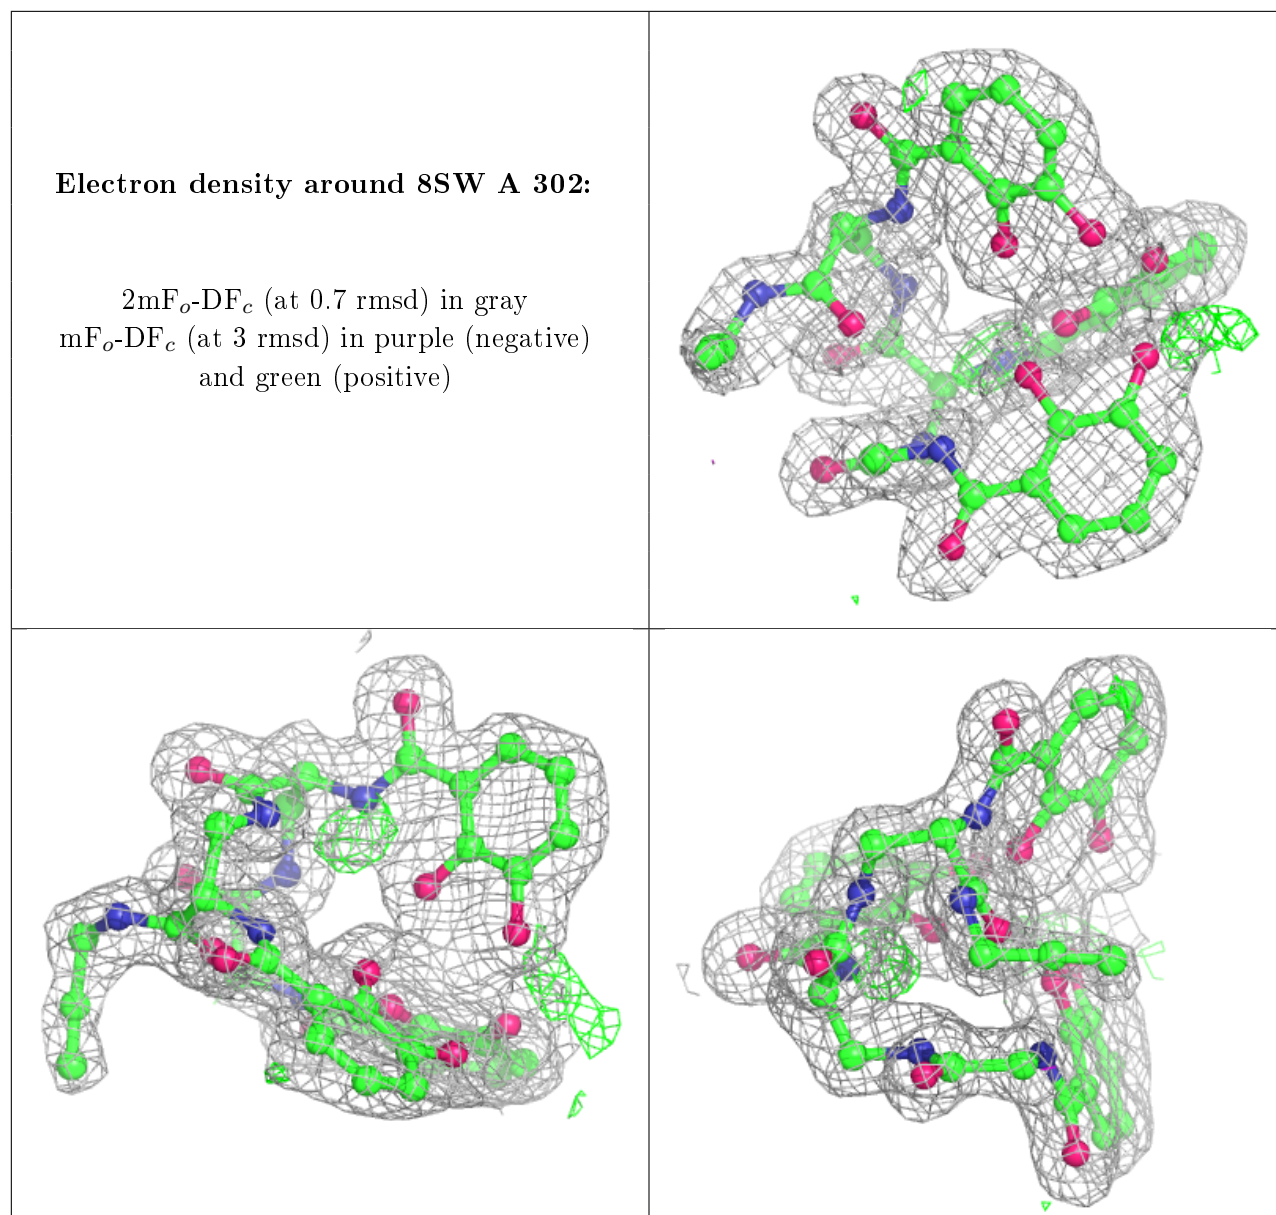 Electron density around 8SW A 302:
2mFo-DFc (at 0.7 rmsd) in gray
mFo-DFc (at 3 rmsd) in purple (negative)
and green (positive)